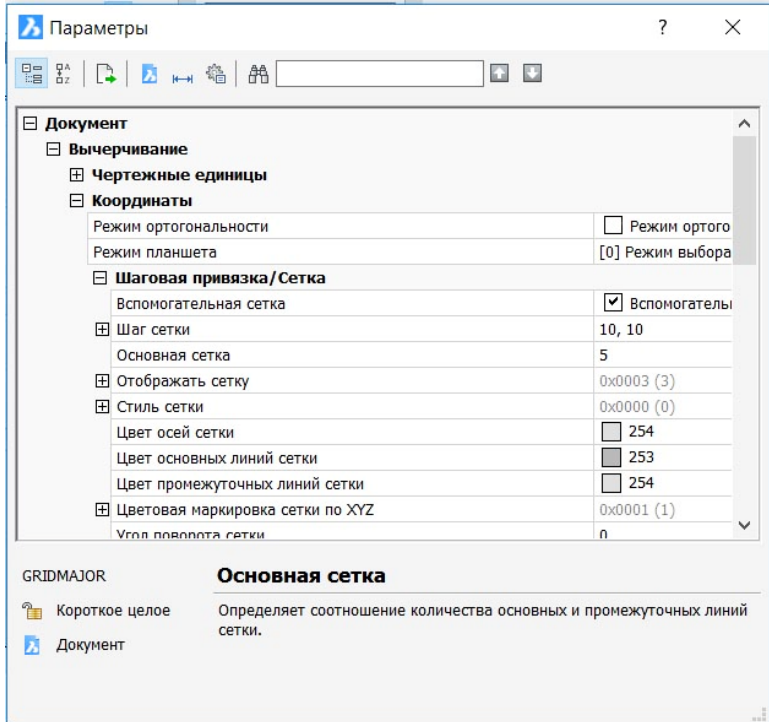 Параметры
?
Документ
Вычерчивание
Чертежные единицы
Координаты
Режим ортогональности Режим ортого
Режим планшета [0] Режим выбора
Шаговая привязка/Сетка
Вспомогательная сетка Вспомогательн
Шаг сетки 10, 10
Основная сетка 5
Отображать сетку 0x0003 (3)
Стиль сетки 0x0000 (0)
Цвет осей сетки 254
Цвет основных линий сетки 253
Цвет промежуточных линий сетки 254
Цветовая маркировка сетки по XYZ 0x0001 (1)
Угол поворота сетки 0
GRIDMAJOR Основная сетка
Короткое целое Определяет соотношение количества основных и промежуточных линий
сетки.
Документ